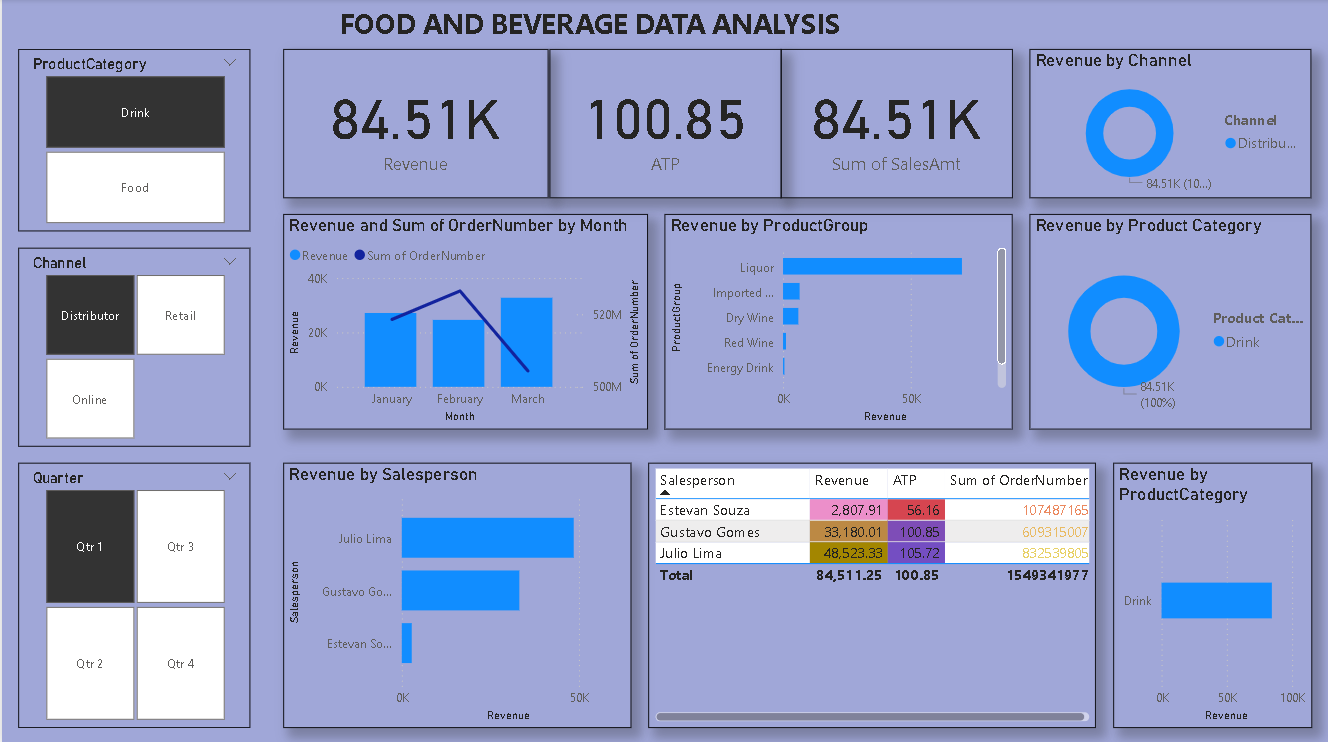 FOOD AND BEVERAGE DATA ANALYSIS
ProductCategory
Drink
Food
Channel
Distributor
Retail
Online
Quarter
Qtr 1
Qtr 3
Qtr 2
Qtr 4
84.51K
Revenue
100.85
ATP
84.51K
Sum of SalesAmt
Revenue by Channel
Channel
Distribu...
84.51K (10...)
Revenue and Sum of OrderNumber by Month
Revenue
Sum of OrderNumber
40K
20K
0K
Revenue
520M
500M
Sum of OrderNumber
January
February
March
Month
Revenue by ProductGroup
ProductGroup
Liquor
Imported ...
Dry Wine
Red Wine
Energy Drink
0K
50K
Revenue
Revenue by Product Category
Product Cat...
Drink
84.51K
(100%)
Revenue by Salesperson
Salesperson
Julio Lima
Gustavo Go...
Estevan So...
0K
50K
Revenue
Salesperson Revenue ATP Sum of OrderNumber
Estevan Souza 2,807.91 56.16 107487165
Gustavo Gomes 33,180.01 100.85 609315007
Julio Lima 48,523.33 105.72 832539805
Total 84,511.25 100.85 1549341977
Revenue by
ProductCategory
Drink
0K
50K
100K
Revenue